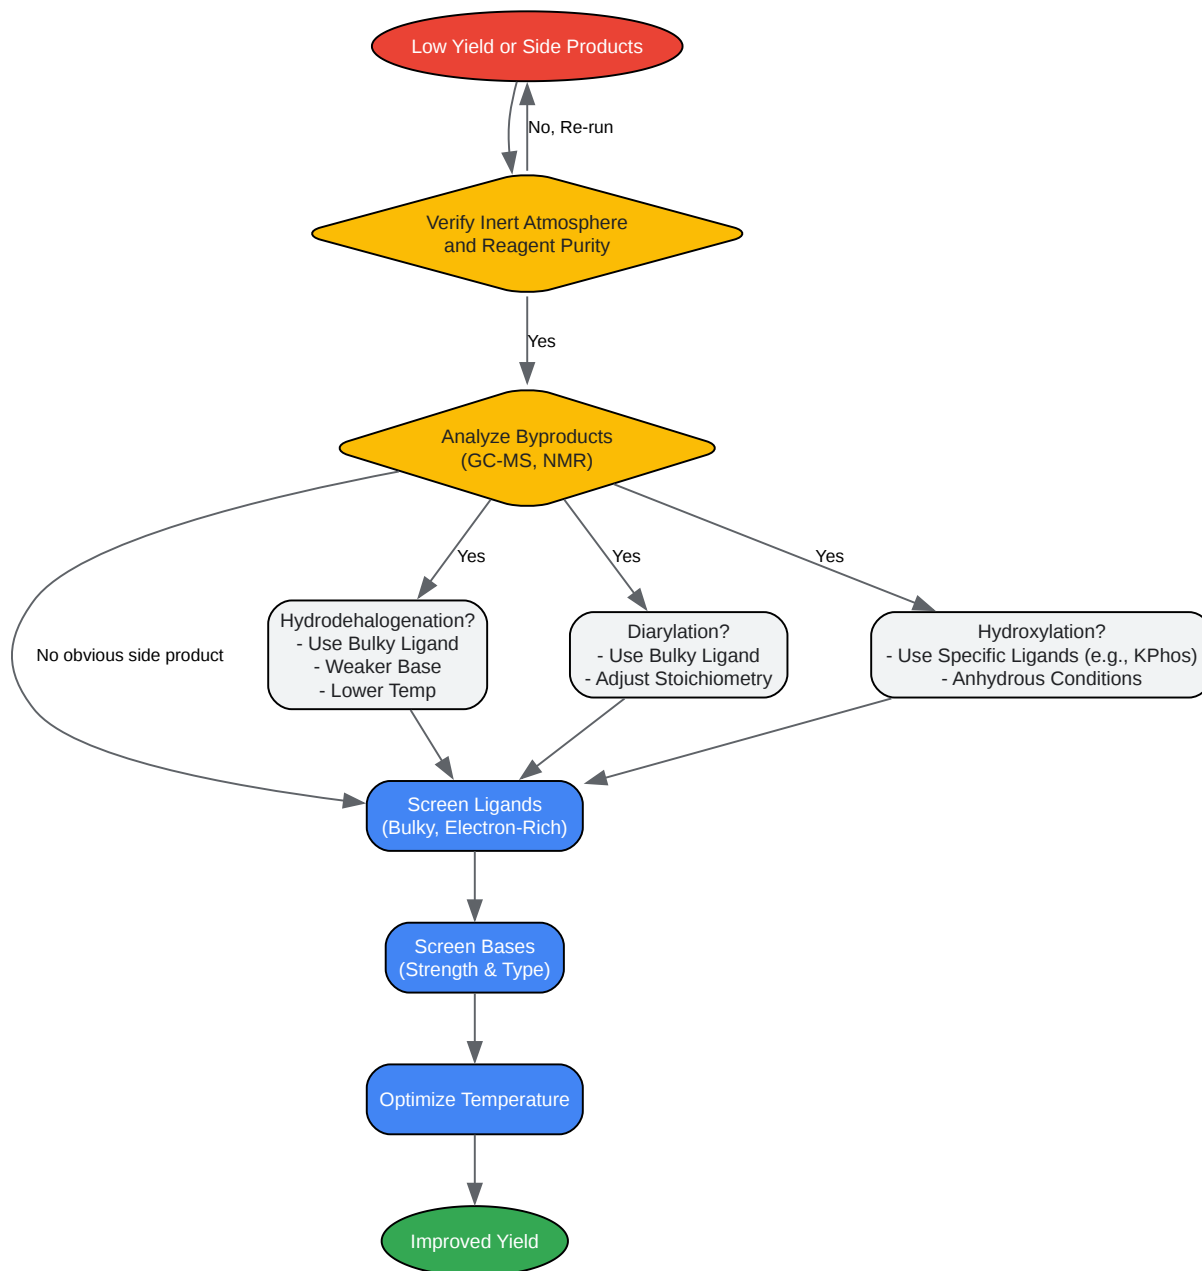 Low Yield or Side Products
No, Re-run
Verify Inert Atmosphere
and Reagent Purity
Yes
Analyze Byproducts
(GC-MS, NMR)
Yes
Yes
Yes
No obvious side product
Hydrodehalogenation?
- Use Bulky Ligand
- Weaker Base
- Lower Temp
Diarylation?
- Use Bulky Ligand
- Adjust Stoichiometry
Hydroxylation?
- Use Specific Ligands (e.g., KPhos)
- Anhydrous Conditions
Screen Ligands
(Bulky, Electron-Rich)
Screen Bases
(Strength & Type)
Optimize Temperature
Improved Yield